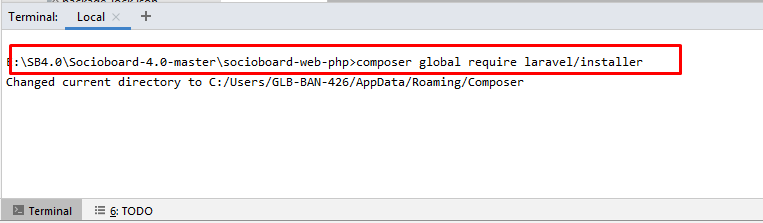 Terminal: Local × +
E:\SB4.0\Socioboard-4.0-master\socioboard-web-php>composer global require laravel/installer
Changed current directory to C:/Users/GLB-BAN-426/AppData/Roaming/Composer
Terminal 6: TODO